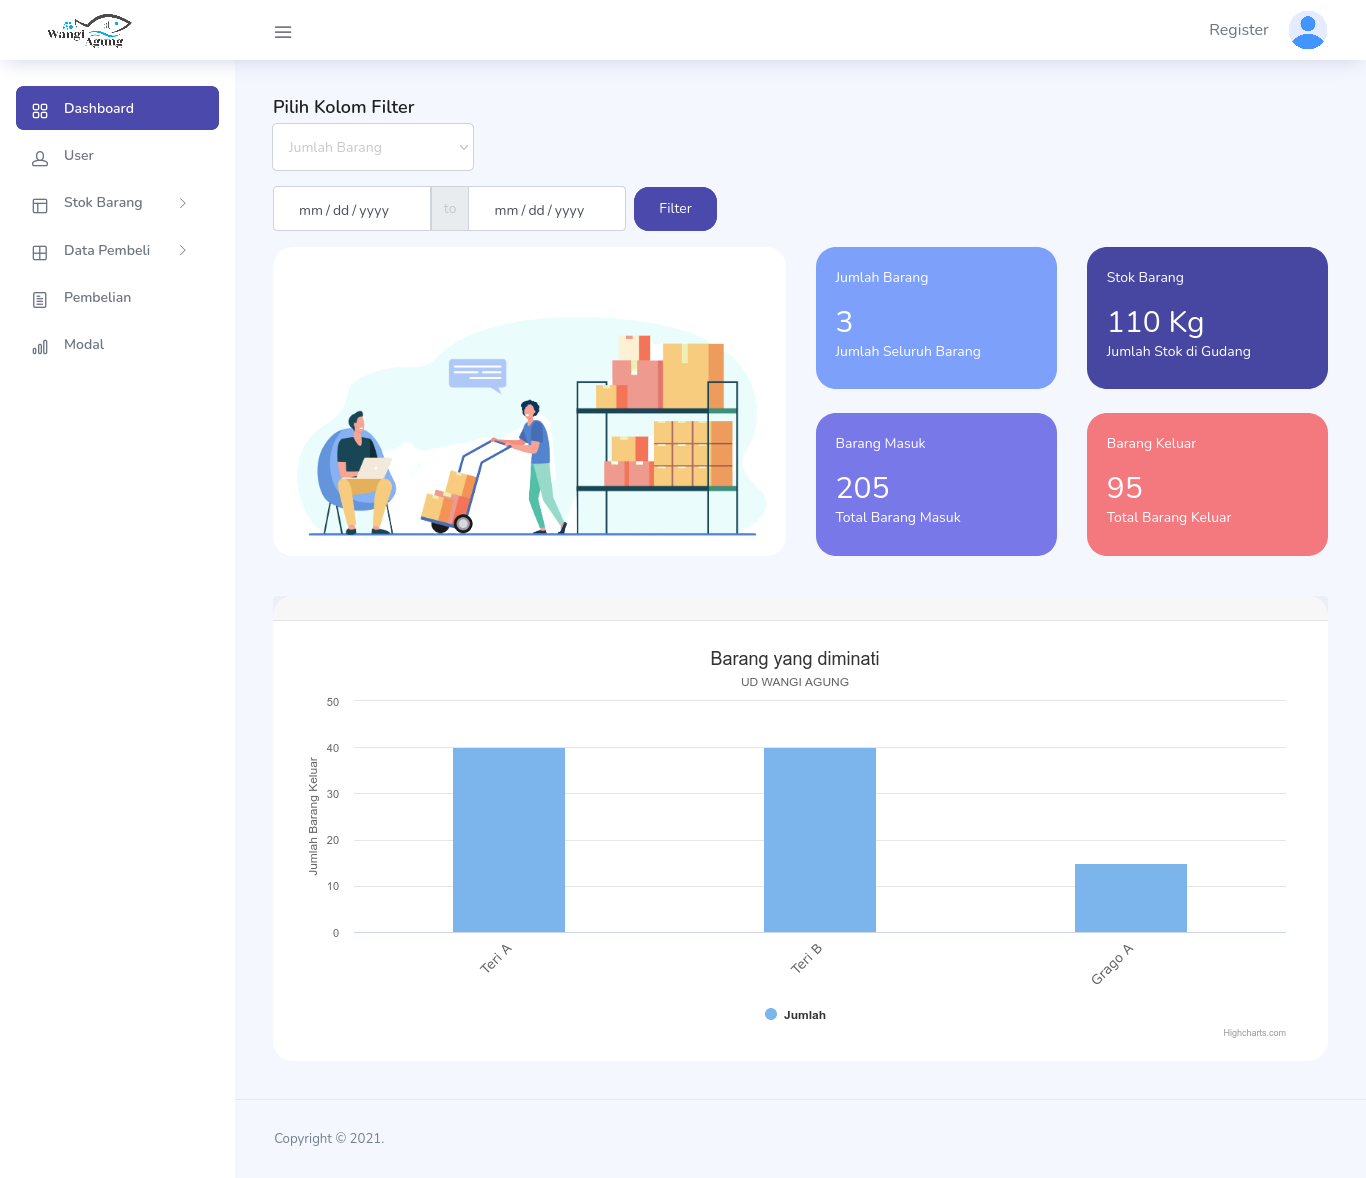 Wangi
Agung
Register
Dashboard
User
Stok Barang
Data Pembeli
Pembelian
Modal
Pilih Kolom Filter
Jumlah Barang
mm/dd/yyyy to mm/dd/yyyy Filter
Jumlah Barang
3
Jumlah Seluruh Barang
Stok Barang
110 Kg
Jumlah Stok di Gudang
Barang Masuk
205
Total Barang Masuk
Barang Keluar
95
Total Barang Keluar
Barang yang diminati
UD WANGI AGUNG
Jumlah Barang Keluar
50
40
30
20
10
0
Teri A
Teri B
Grago A
Jumlah
Highcharts.com
Copyright © 2021.